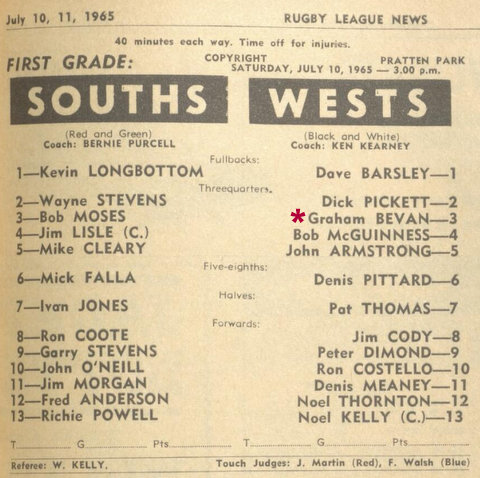 July 10, 11, 1965 RUGBY LEAGUE NEWS
40 minutes each way. Time off for injuries.
FIRST GRADE: COPYRIGHT PRATTEN PARK
SATURDAY, JULY 10, 1965 — 3.00 p.m.
SOUTHS WESTS
(Red and Green) (Black and White)
Coach: BERNIE PURCELL Coach: KEN KEARNEY
Fullbacks:
1—Kevin LONGBOTTOM Dave BARSLEY—1
Threequarters.
2—Wayne STEVENS Dick PICKETT—2
3—Bob MOSES *Graham BEVAN—3
4—Jim LISLE (C.) Bob McGUINNESS—4
5—Mike CLEARY John ARMSTRONG—5
Five-eighths:
6—Mick FALLA Denis PITTARD—6
Halves:
7—Ivan JONES Pat THOMAS—7
Forwards:
8—Ron COOTE Jim CODY—8
9—Garry STEVENS Peter DIMOND—9
10—John O'NEILL Ron COSTELLO—10
11—Jim MORGAN Denis MEANEY—11
12—Fred ANDERSON Noel THORNTON—12
13—Richie POWELL Noel KELLY (C.)—13
T.................. G.................. Pts.................. T.................. G.................. Pts..................
Referee: W. KELLY. Touch Judges: J. Martin (Red), F. Walsh (Blue)